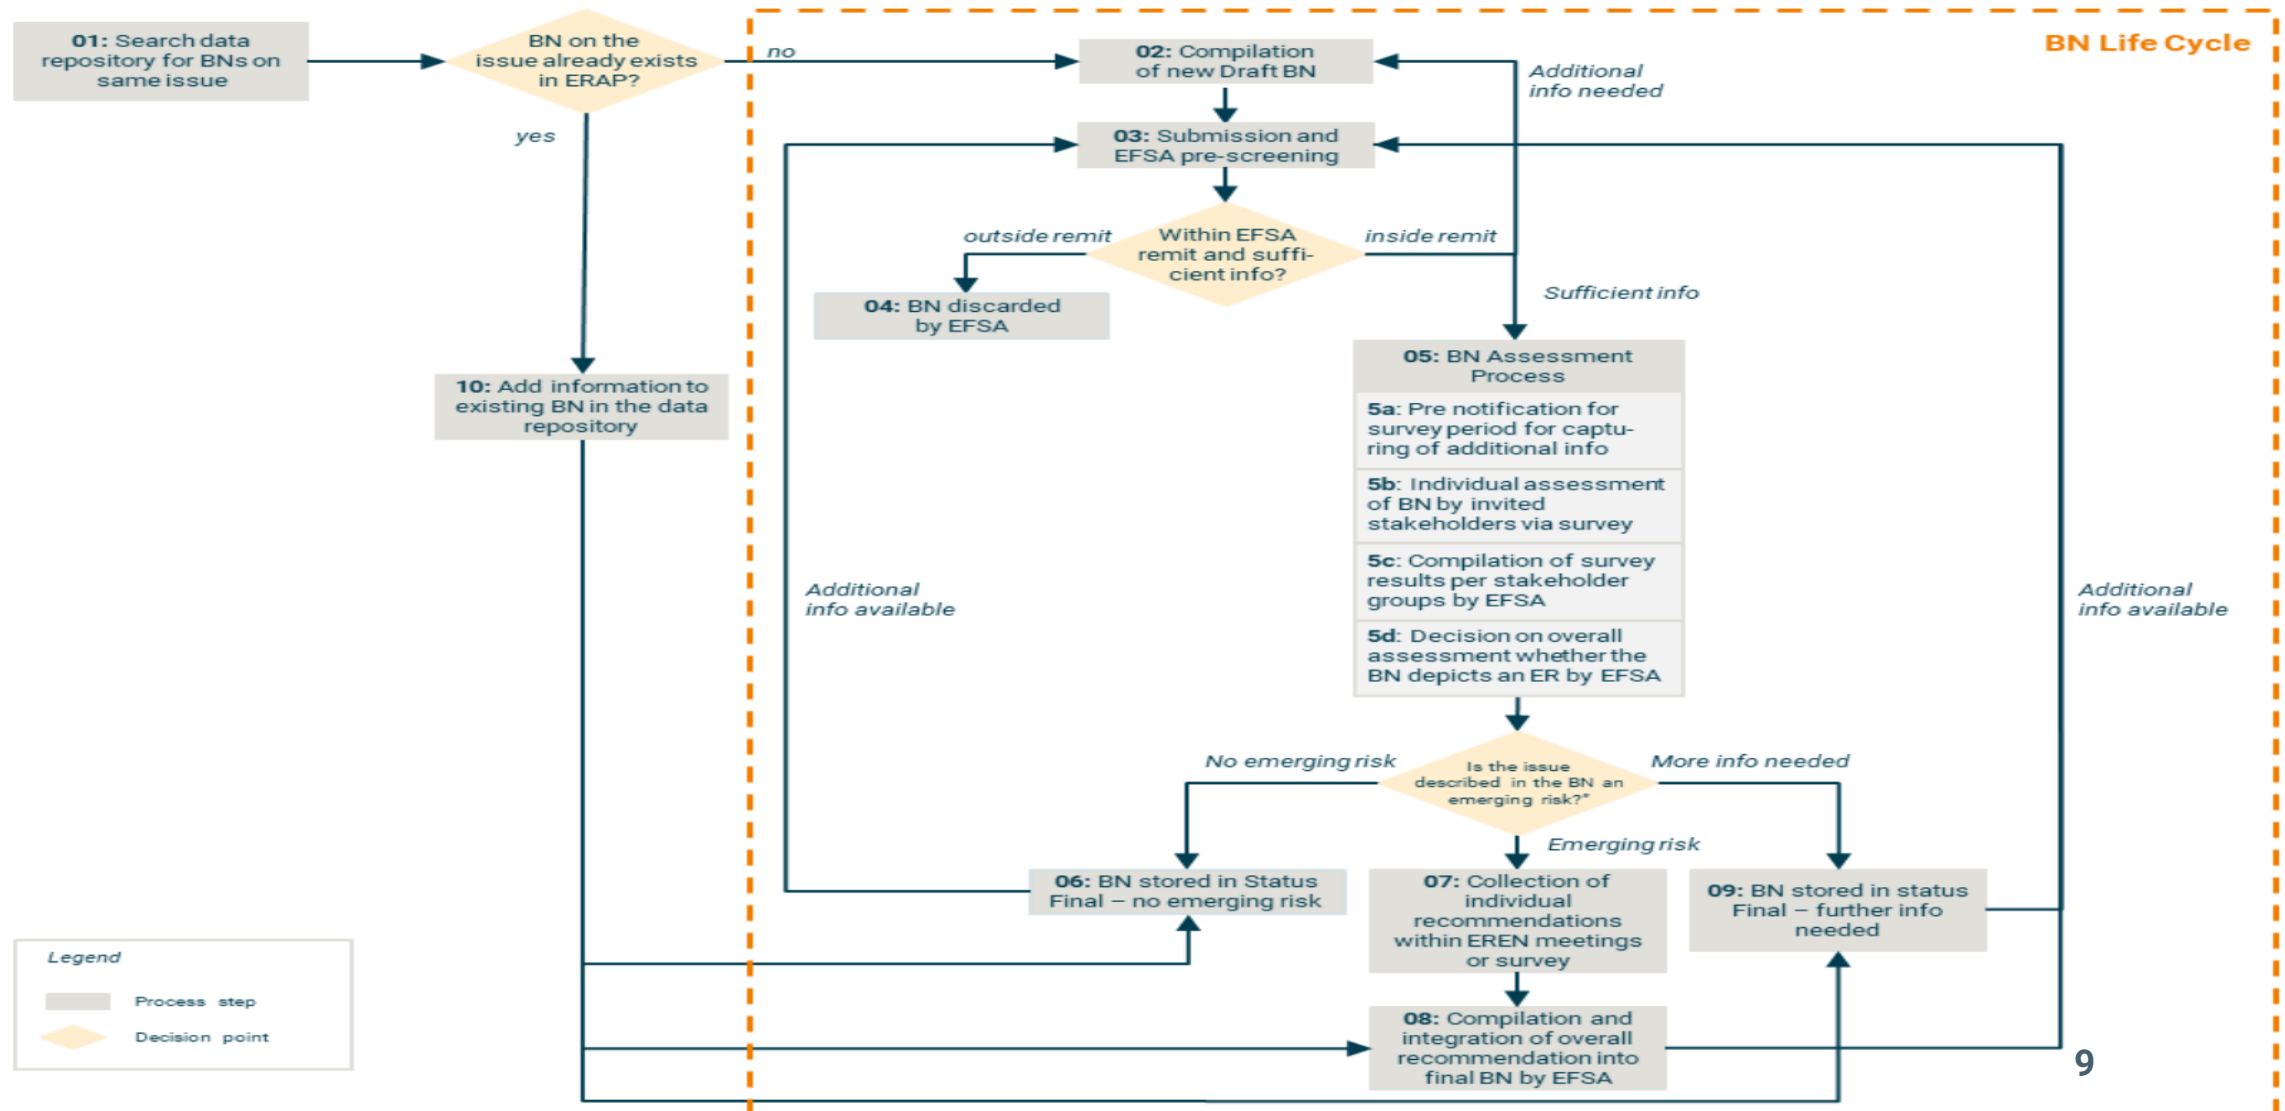 01: Search data
repository for BNs on
same issue
BN on the
issue already exists
in ERAP?
no
yes
BN Life Cycle
02: Compilation
of new Draft BN
Additional
info needed
03: Submission and
EFSA pre-screening
outside remit
Within EFSA
remit and suffi-
cient info?
inside remit
04: BN discarded
by EFSA
Sufficient info
10: Add information to
existing BN in the data
repository
05: BN Assessment
Process
5a: Pre notification for
survey period for captu-
ring of additional info
5b: Individual assessment
of BN by invited
stakeholders via survey
5c: Compilation of survey
results per stakeholder
groups by EFSA
5d: Decision on overall
assessment whether the
BN depicts an ER by EFSA
Additional
info available
Additional
info available
No emerging risk
Is the issue
described in the BN an
emerging risk?"
More info needed
Emerging risk
06: BN stored in Status
Final – no emerging risk
07: Collection of
individual
recommendations
within EREN meetings
or survey
09: BN stored in status
Final – further info
needed
08: Compilation and
integration of overall
recommendation into
final BN by EFSA
Legend
Process step
Decision point
9